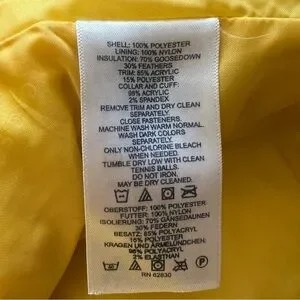 SHELL: 100% POLYESTER
LINING: 100% NYLON
INSULATION: 70% GOOSEDOWN
30% FEATHERS
TRIM: 85% ACRYLIC
15% POLYESTER
COLLAR AND CUFF:
98% ACRYLIC
2% SPANDEX
REMOVE TRIM AND DRY CLEAN
SEPARATELY.
CLOSE FASTENERS.
MACHINE WASH WARM NORMAL.
WASH DARK COLORS
SEPARATELY.
ONLY NON-CHLORINE BLEACH
WHEN NEEDED.
TUMBLE DRY LOW WITH CLEAN
TENNIS BALLS.
DO NOT IRON,
MAY BE DRY CLEANED.
OBERSTOFF: 100% POLYESTER
FUTTER: 100% NYLON
ISOLIERUNG: 70% GÄNSEDAUNEN
30% FEDERN
BESATZ: 85% POLYACRYL
15% POLYESTER
KRAGEN UND ÄRMELBÜNDCHEN:
98% POLYACRYL
2% ELASTHAN
RN 62830